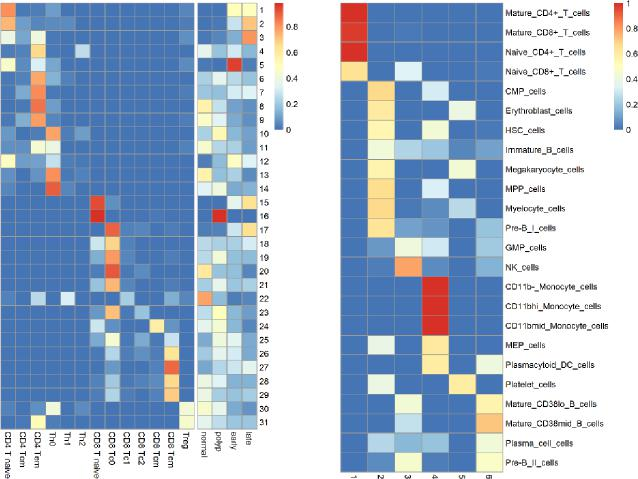 1
2
3
4
5
6
7
8
9
10
11
12
13
14
15
16
17
18
19
20
21
22
23
24
25
26
27
28
29
30
31
CD4 T naive
CD4 Tcm
CD4 Tem
Th0
Th1
Th2
CD8 T naive
CD8 Tc0
CD8 Tc1
CD8 Tc2
CD8 Tem
CD8 Tcm
Treg
normal
polyp
early
late
0.8
0.6
0.4
0.2
0
Mature_CD4+_T_cells
Mature_CD8+_T_cells
Naive_CD4+_T_cells
Naive_CD8+_T_cells
CMP_cells
Erythroblast_cells
HSC_cells
Immature_B_cells
Megakaryocyte_cells
MPP_cells
Myelocyte_cells
Pre-B_I_cells
GMP_cells
NK_cells
CD11b-_Monocyte_cells
CD11bhi_Monocyte_cells
CD11bmid_Monocyte_cells
MEP_cells
Plasmacytoid_DC_cells
Platelet_cells
Mature_CD38lo_B_cells
Mature_CD38mid_B_cells
Plasma_cell_cells
Pre-B_II_cells
1
2
3
4
5
6
1
0.8
0.6
0.4
0.2
0